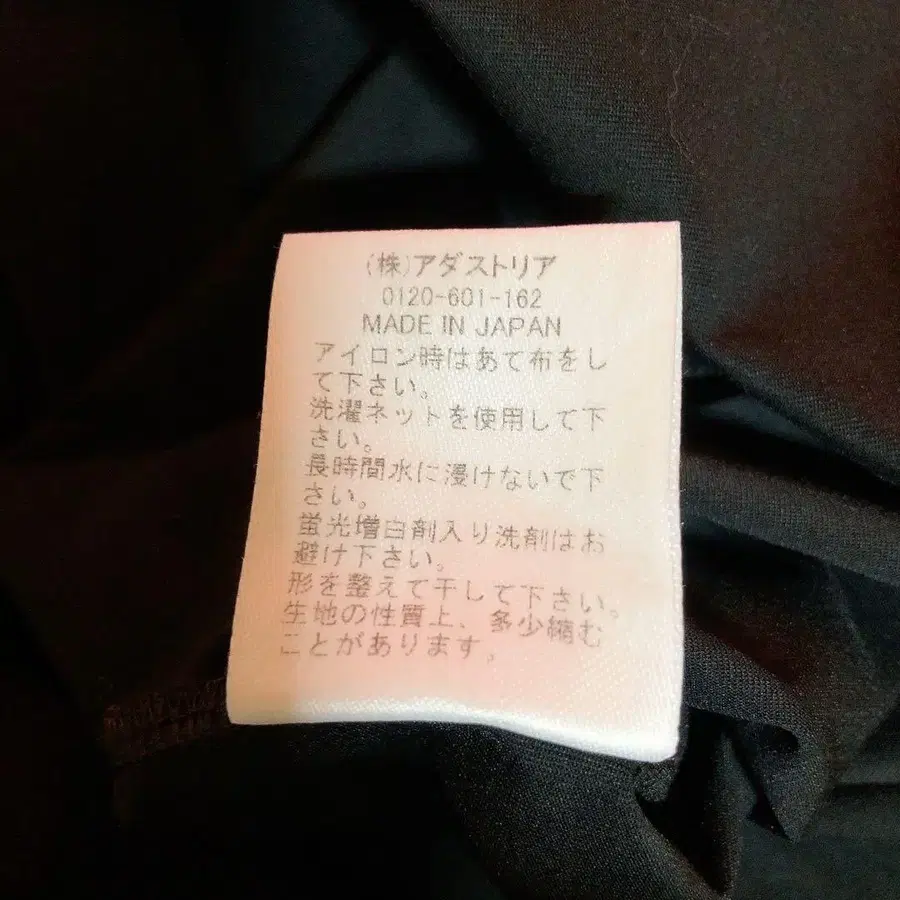 (株)アダストリア
0120-601-162
MADE IN JAPAN
アイロン時はあて布をし
て下さい。
洗濯ネットを使用して下
さい。
長時間水に浸けないで下
さい。
蛍光増白剤入り洗剤はお
避け下さい。
形を整えて干して下さい。
生地の性質上、多少縮む
ことがあります。